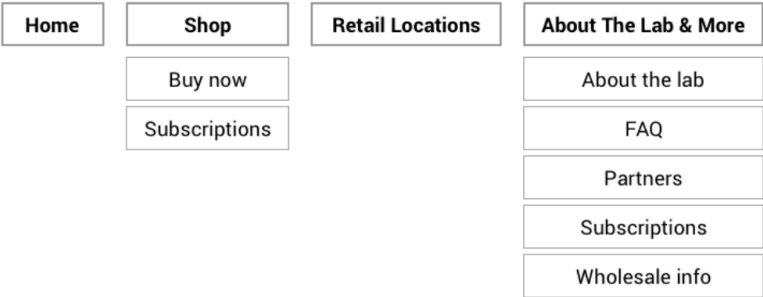 Home
Shop
Retail Locations
About The Lab & More
Buy now
Subscriptions
About the lab
FAQ
Partners
Subscriptions
Wholesale info